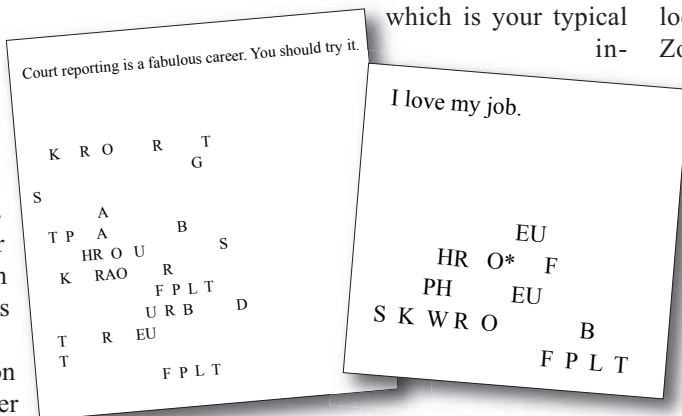 which is your typical
in-
Court reporting is a fabulous career. You should try it.
K R O R T
G
S
A
T P A B
HR O U S
K RAO R
F P L T
U R B D
T R EU
T
F P L T
I love my job.
EU
HR O* F
PH EU
S K W R O B
F P L T